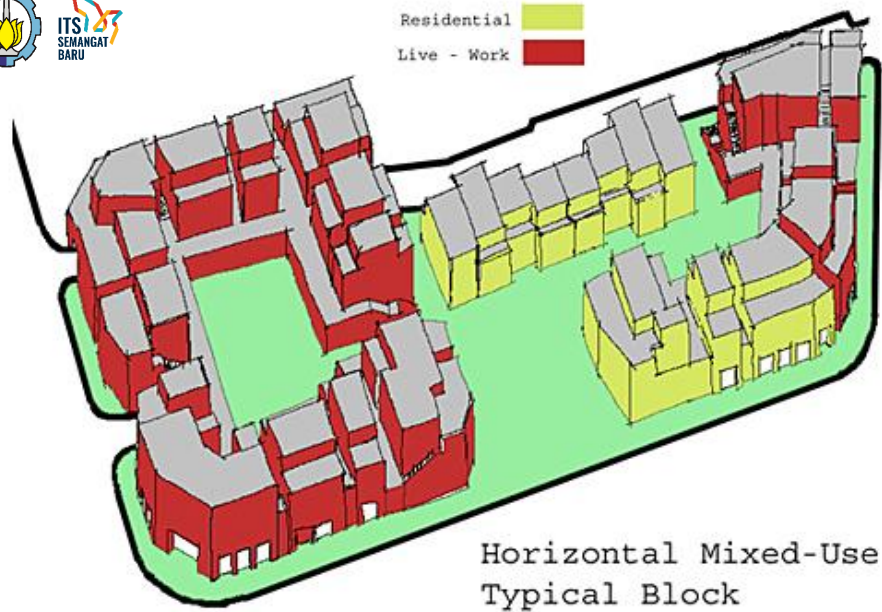 ITS
SEMANGAT
BARU
Residential
Live - Work
Horizontal Mixed-Use
Typical Block